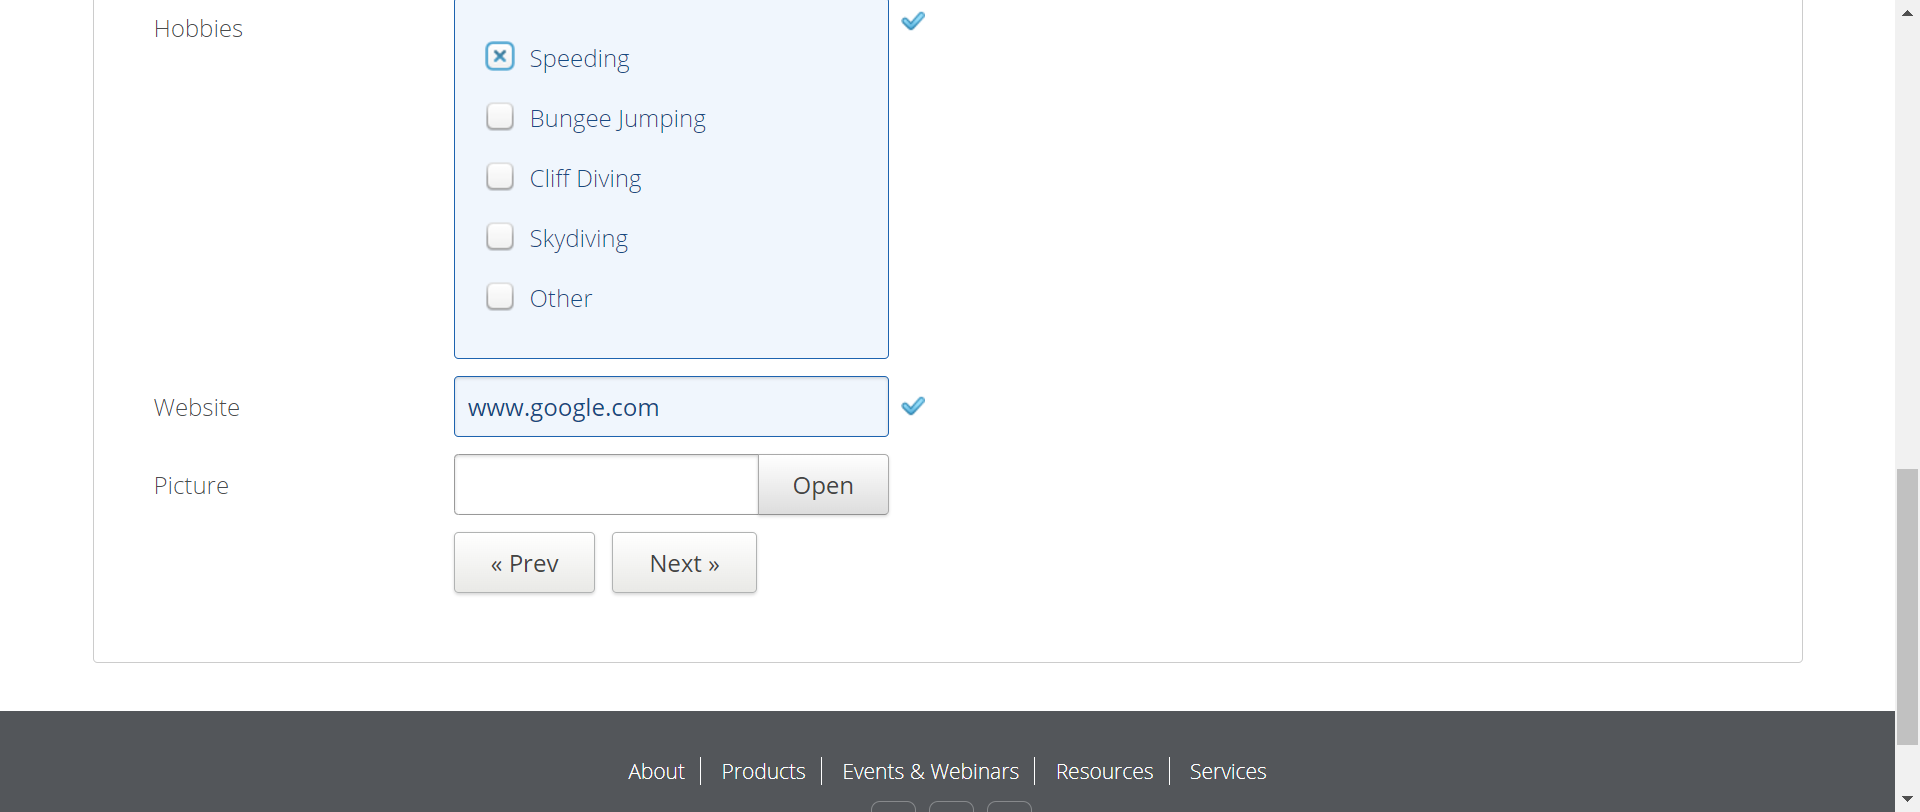 Hobbies
Speeding
Bungee Jumping
Cliff Diving
Skydiving
Other
Website www.google.com
Picture Open
« Prev Next »
About Products Events & Webinars Resources Services